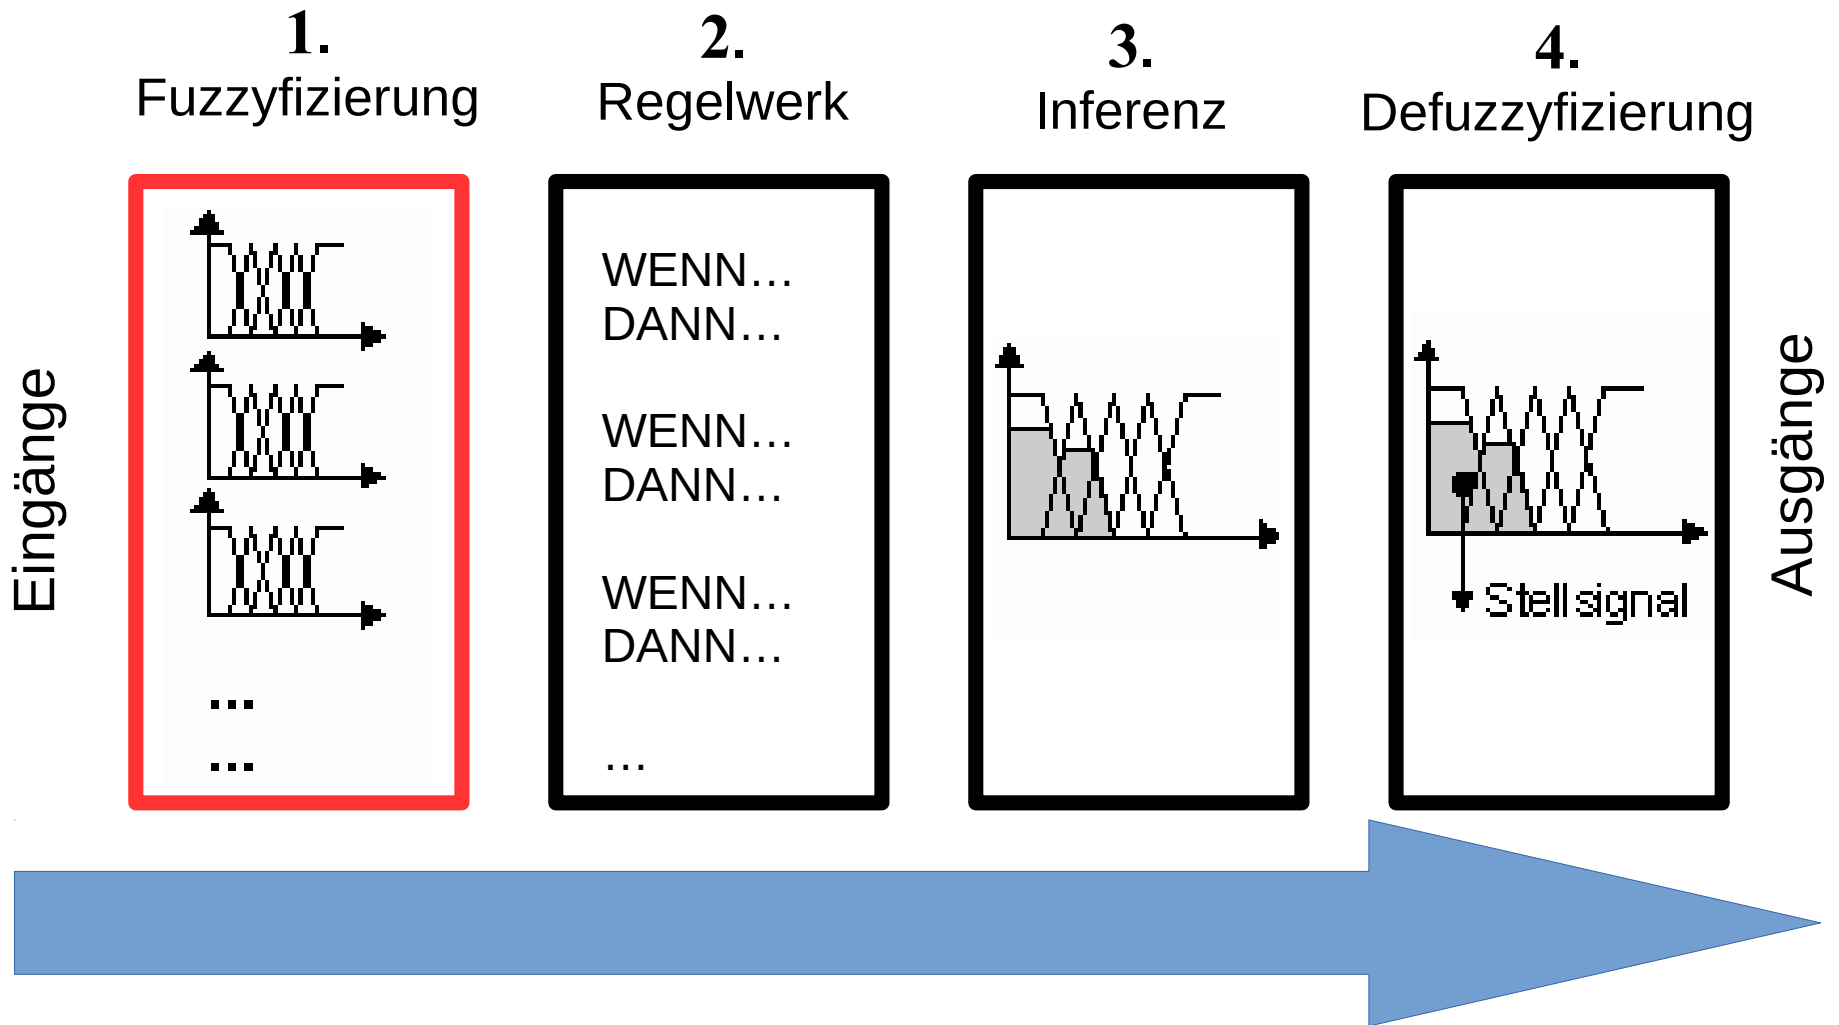 1.
Fuzzyfizierung
2.
Regelwerk
3.
Inferenz
4.
Defuzzyfizierung
Eingänge
...
...
WENN…
DANN…
WENN…
DANN…
WENN…
DANN…
…
Stellsignal
Ausgänge